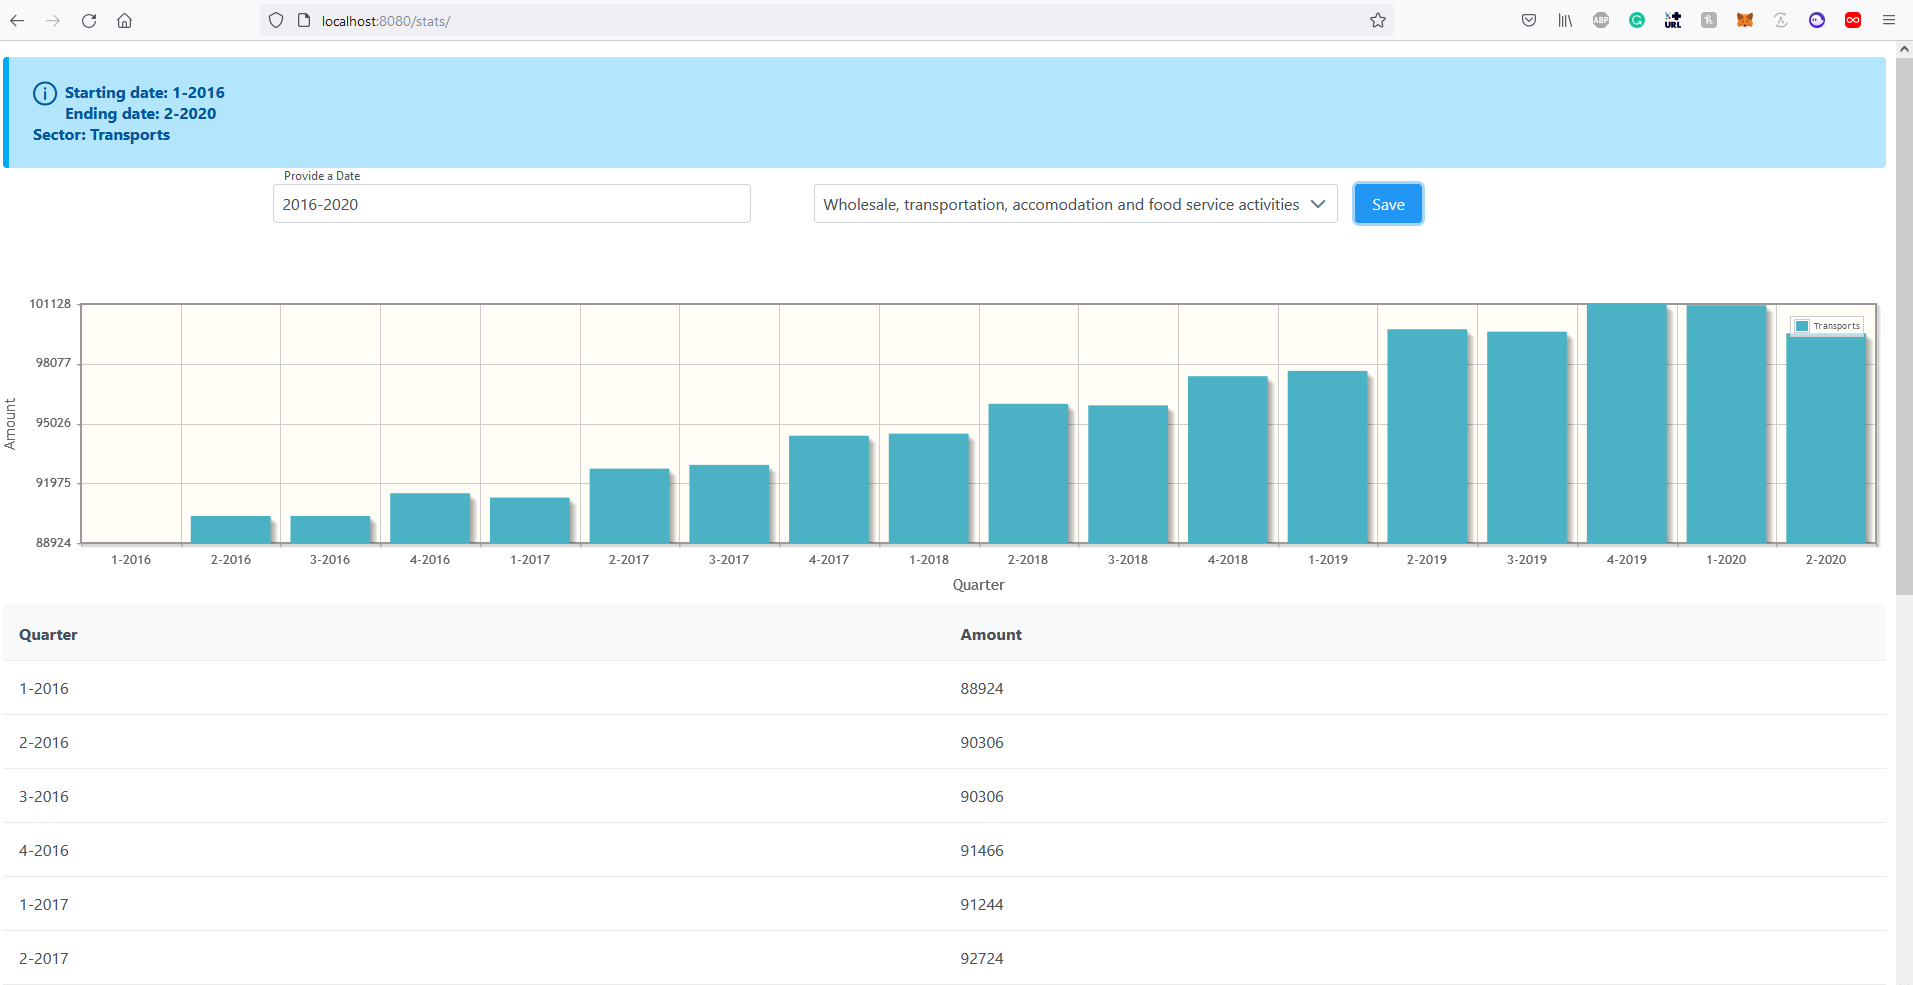 localhost:8080/stats/
ABP
URL
Starting date: 1-2016
Ending date: 2-2020
Sector: Transports
Provide a Date
2016-2020
Wholesale, transportation, accomodation and food service activities
Save
101128
98077
95026
91975
88924
Amount
Transports
1-2016 2-2016 3-2016 4-2016 1-2017 2-2017 3-2017 4-2017 1-2018 2-2018 3-2018 4-2018 1-2019 2-2019 3-2019 4-2019 1-2020 2-2020
Quarter
Quarter Amount
1-2016 88924
2-2016 90306
3-2016 90306
4-2016 91466
1-2017 91244
2-2017 92724